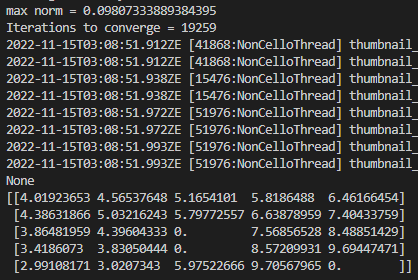 max norm = 0.09807333889384395
Iterations to converge = 19259
2022-11-15T03:08:51.912ZE [41868:NonCelloThread] thumbnail_
2022-11-15T03:08:51.912ZE [41868:NonCelloThread] thumbnail_
2022-11-15T03:08:51.938ZE [15476:NonCelloThread] thumbnail_
2022-11-15T03:08:51.938ZE [15476:NonCelloThread] thumbnail_
2022-11-15T03:08:51.972ZE [51976:NonCelloThread] thumbnail_
2022-11-15T03:08:51.972ZE [51976:NonCelloThread] thumbnail_
2022-11-15T03:08:51.993ZE [51976:NonCelloThread] thumbnail_
2022-11-15T03:08:51.993ZE [51976:NonCelloThread] thumbnail_
None
[[4.01923653 4.56537648 5.1654101  5.8186488  6.46166454]
 [4.38631866 5.03216243 5.79772557 6.63878959 7.40433759]
 [3.86481959 4.39604333 0.         7.56856528 8.48851429]
 [3.4186073  3.83050444 0.         8.57209931 9.69447471]
 [2.99108171 3.0207343  5.97522666 9.70567965 0.        ]]